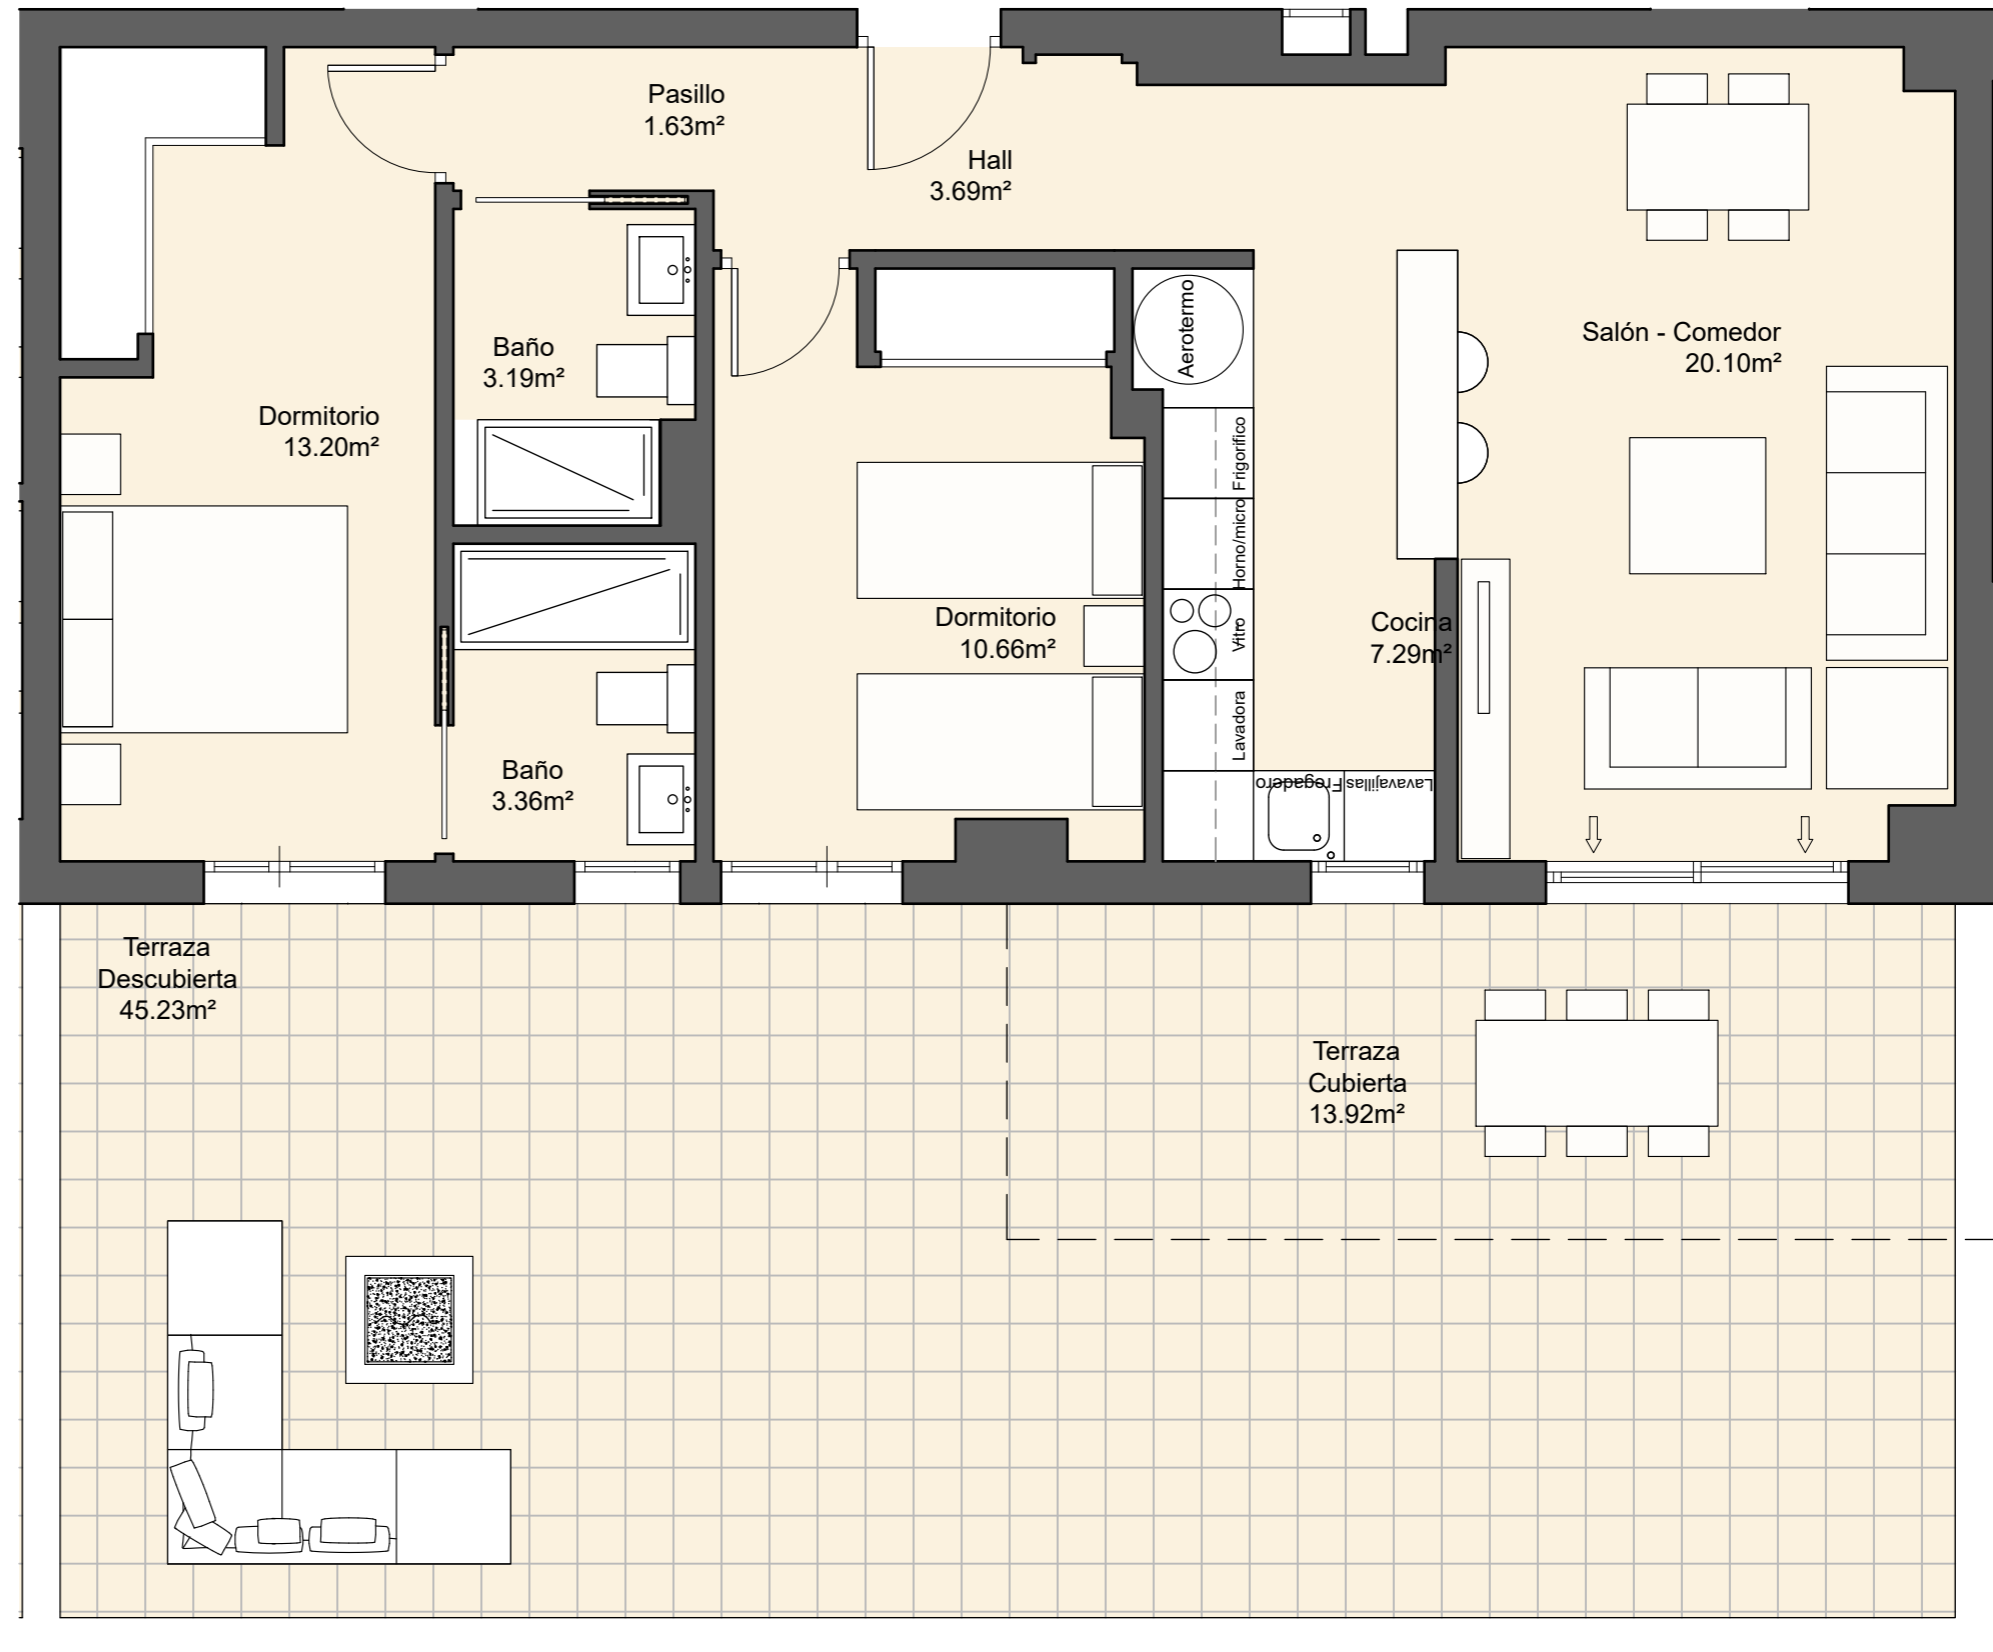 Pasillo
1.63m²
Hall
3.69m²
Salón - Comedor
20.10m²
Baño
3.19m²
Dormitorio
13.20m²
Aerotermo
Frigorifico
Horno/micro
Vitro
Lavadora
Fregadero
Lavavajillas
Dormitorio
10.66m²
Cocina
7.29m²
Baño
3.36m²
Terraza
Descubierta
45.23m²
Terraza
Cubierta
13.92m²